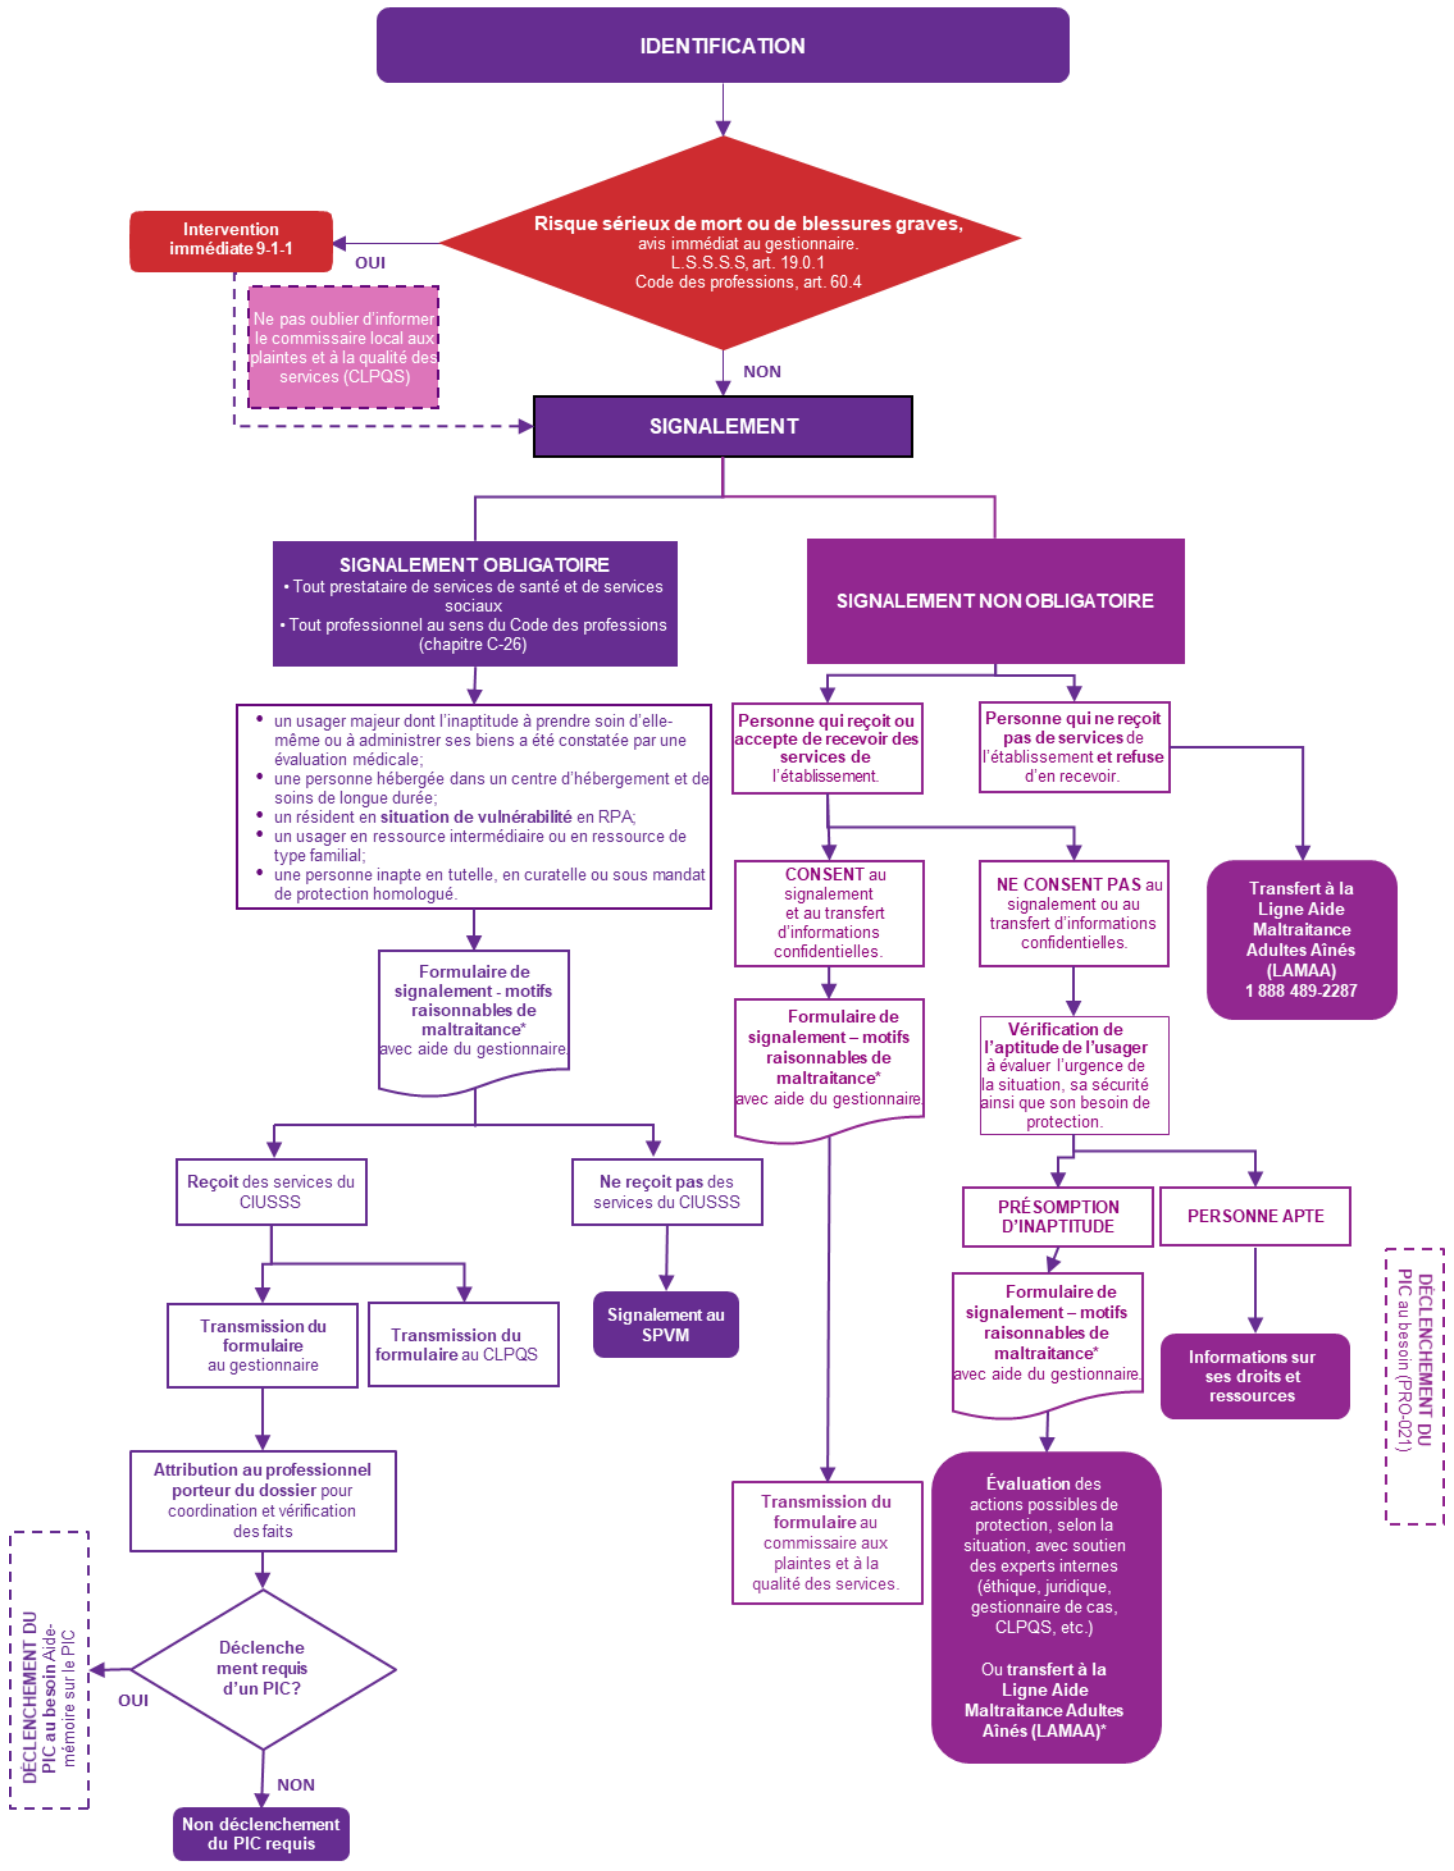 IDENTIFICATION
Risque sérieux de mort ou de blessures graves,
avis immédiat au gestionnaire.
L.S.S.S.S, art. 19.0.1
Code des professions, art. 60.4
Intervention
immédiate 9-1-1
OUI
Ne pas oublier d'informer
le commissaire local aux
plaintes et à la qualité des
services (CLPQS)
NON
SIGNALEMENT
SIGNALEMENT OBLIGATOIRE
▪ Tout prestataire de services de santé et de services
sociaux
▪ Tout professionnel au sens du Code des professions
(chapitre C-26)
SIGNALEMENT NON OBLIGATOIRE
• un usager majeur dont l'inaptitude à prendre soin d'elle-
même ou à administrer ses biens a été constatée par une
évaluation médicale;
• une personne hébergée dans un centre d'hébergement et de
soins de longue durée;
• un résident en situation de vulnérabilité en RPA;
• un usager en ressource intermédiaire ou en ressource de
type familial;
• une personne inapte en tutelle, en curatelle ou sous mandat
de protection homologué.
Personne qui reçoit ou
accepte de recevoir des
services de
l'établissement.
Personne qui ne reçoit
pas de services de
l'établissement et refuse
d'en recevoir.
CONSENT au
signalement
et au transfert
d'informations
confidentielles.
NE CONSENT PAS au
signalement ou au
transfert d'informations
confidentielles.
Transfert à la
Ligne Aide
Maltraitance
Adultes Aînés
(LAMAA)
1 888 489-2287
Formulaire de
signalement - motifs
raisonnables de
maltraitance*
avec aide du gestionnaire.
Formulaire de
signalement – motifs
raisonnables de
maltraitance*
avec aide du gestionnaire.
Vérification de
l'aptitude de l'usager
à évaluer l'urgence de
la situation, sa sécurité
ainsi que son besoin de
protection.
Reçoit des services du
CIUSSS
Ne reçoit pas des
services du CIUSSS
PRÉSOMPTION
D'INAPTITUDE
PERSONNE APTE
Transmission du
formulaire
au gestionnaire
Transmission du
formulaire au CLPQS
Signalement au
SPVM
Formulaire de
signalement – motifs
raisonnables de
maltraitance*
avec aide du gestionnaire.
Informations sur
ses droits et
ressources
DÉCLENCHEMENT DU
PIC au besoin (PRO-021)
Attribution au professionnel
porteur du dossier pour
coordination et vérification
des faits
Transmission du
formulaire au
commissaire aux
plaintes et à la
qualité des services.
Évaluation des
actions possibles de
protection, selon la
situation, avec soutien
des experts internes
(éthique, juridique,
gestionnaire de cas,
CLPQS, etc.)
Ou transfert à la
Ligne Aide
Maltraitance Adultes
Aînés (LAMAA)*
DÉCLENCHEMENT DU
PIC au besoin Aide-
mémoire sur le PIC
Déclenche
ment requis
d'un PIC?
OUI
NON
Non déclenchement
du PIC requis